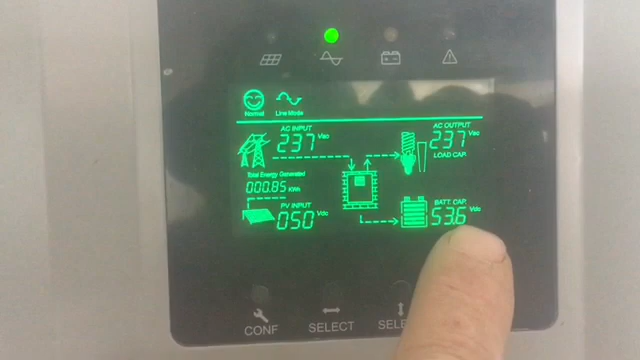 Normal Line Mode
AC INPUT
237 Vac
AC OUTPUT
237 Vac
LOAD CAP.
Total Energy Generated
000.85 KWh
PV INPUT
050 Vdc
BATT. CAP.
53.6 Vdc
CONF SELECT SELE